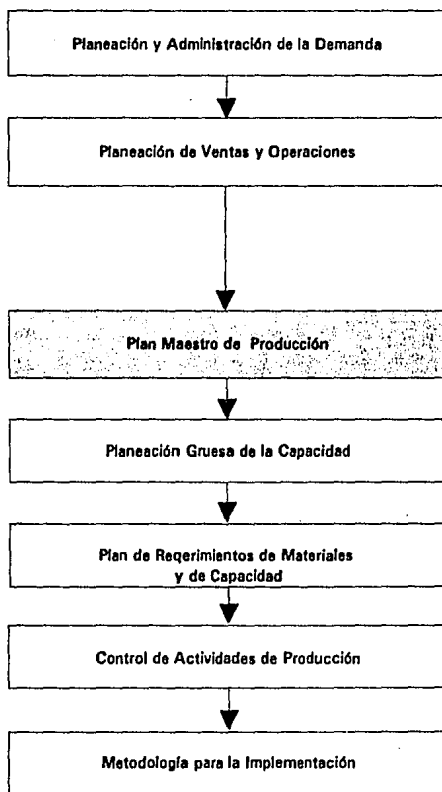 Planeación y Administración de la Demanda
Planeación de Ventas y Operaciones
Plan Maestro de Producción
Planeación Gruesa de la Capacidad
Plan de Reqerimientos de Materiales
y de Capacidad
Control de Actividades de Producción
Metodología para la Implementación